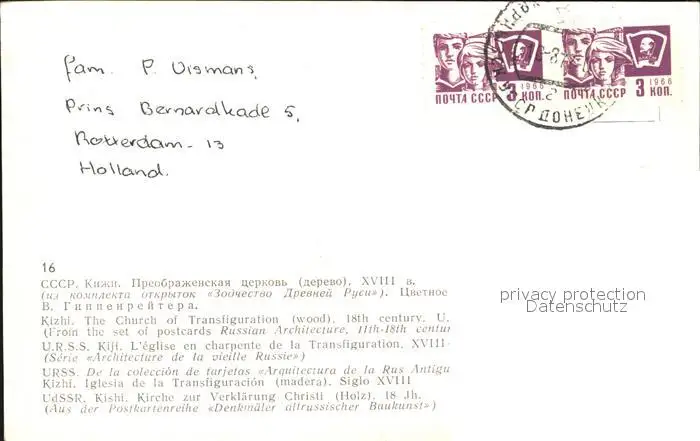 fam. P. Vismans,
Prins Bernardkade 5,
Rotterdam - 13
Holland.
1966
ПОЧТА СССР 3 КОП.
1966
ПОЧТА СССР 3 КОП.
ДОНЕЦК
privacy protection
Datenschutz
16
СССР. Кижи. Преображенская церковь (дерево). XVIII в.
(из комплекта открыток «Зодчество Древней Руси»). Цветное
В. Гиппенрейтера.
Kizhi. The Church of Transfiguration (wood). 18th century. U.
(From the set of postcards Russian Architecture, 11th-18th centur
U.R.S.S. Kiji. L'église en charpente de la Transfiguration. XVIII
(Série «Architecture de la vieille Russie»)
URSS. De la colección de tarjetas «Arquitectura de la Rus Antigu
Kizhi. Iglesia de la Transfiguración (madera). Siglo XVIII
UdSSR. Kishi. Kirche zur Verklärung Christi (Holz). 18 Jh.
(Aus der Postkartenreihe «Denkmäler altrussischer Baukunst»)